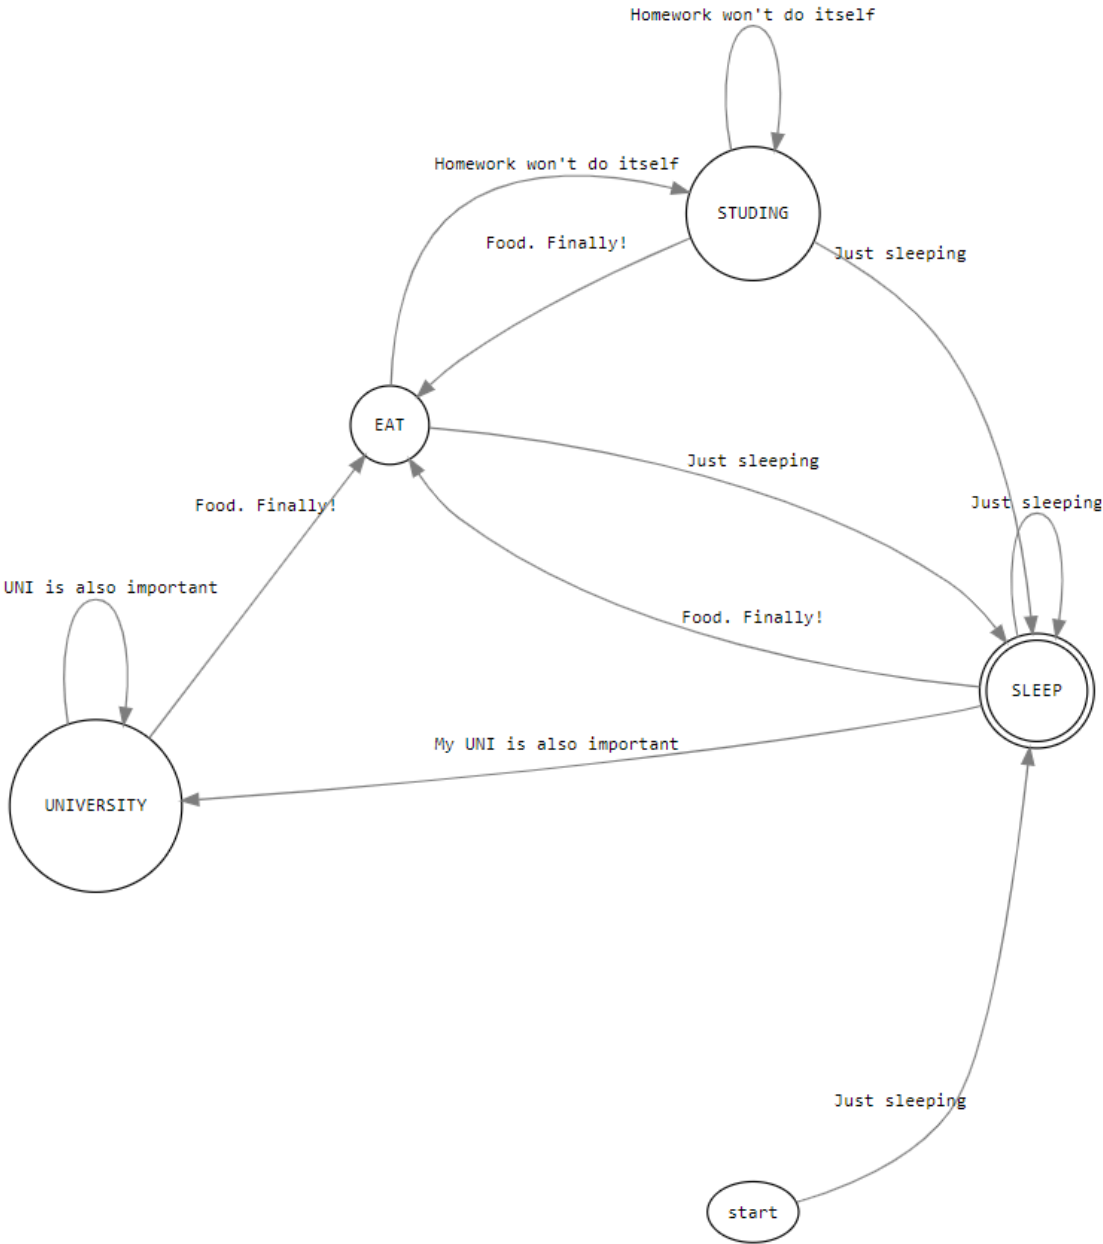 Homework won't do itself
Homework won't do itself
STUDING
Food. Finally!
Just sleeping
EAT
Just sleeping
Food. Finally!
Just sleeping
UNI is also important
Food. Finally!
SLEEP
My UNI is also important
UNIVERSITY
Just sleeping
start